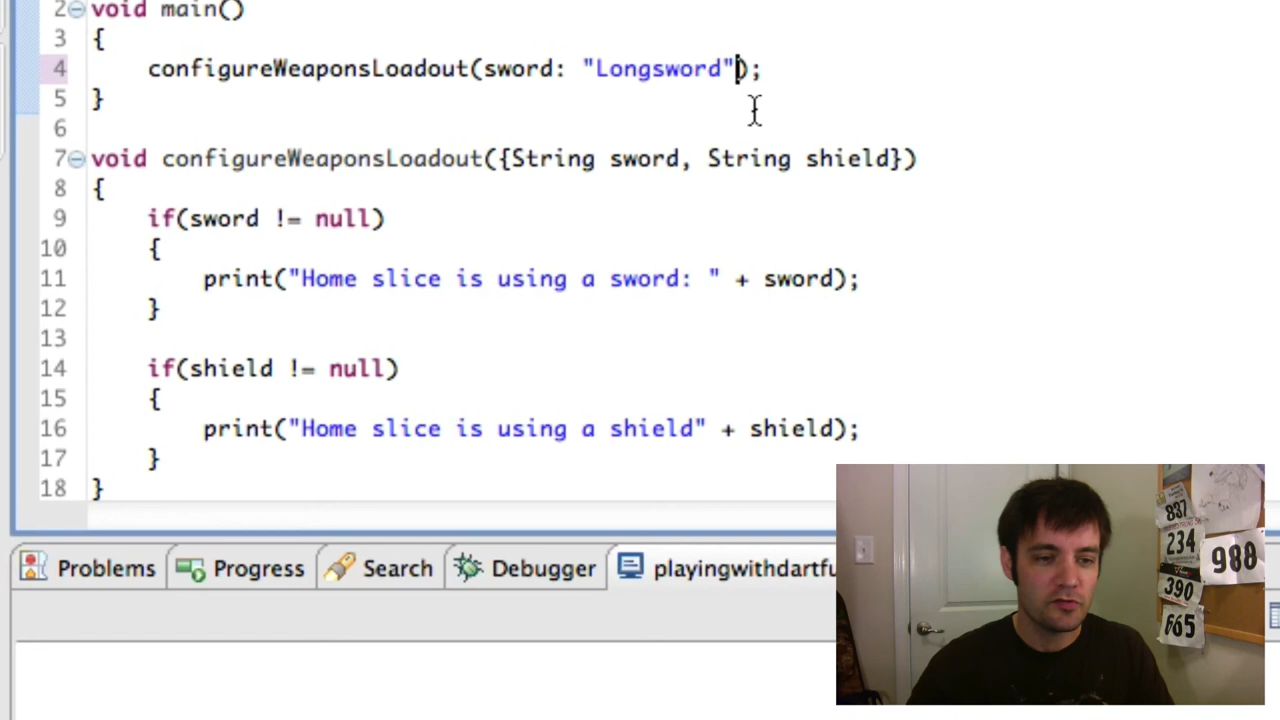 2 void main()
3 {
4 configureWeaponsLoadout(sword: "Longsword");
5 }
6
7 void configureWeaponsLoadout({String sword, String shield})
8 {
9 if(sword != null)
10 {
11 print("Home slice is using a sword: " + sword);
12 }
13
14 if(shield != null)
15 {
16 print("Home slice is using a shield" + shield);
17 }
18 }
Problems Progress Search Debugger playingwithdartfu
837
234
988
390
665